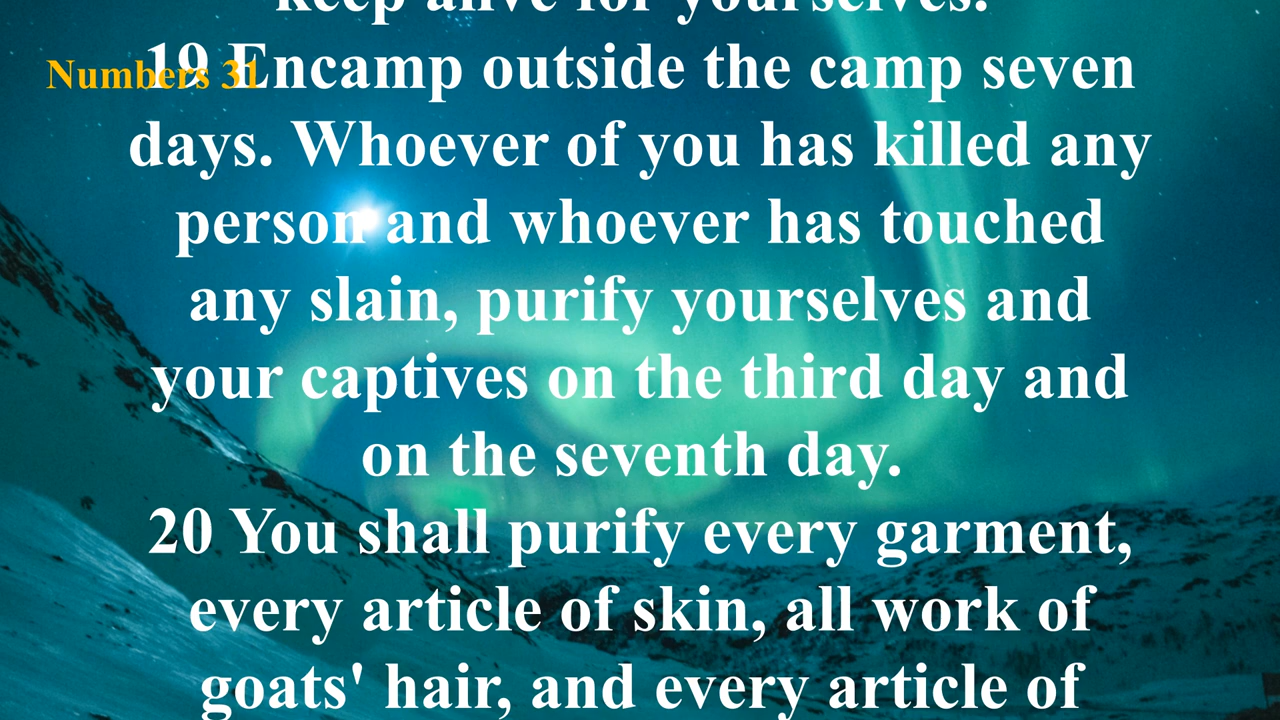 keep alive for yourselves.
Numbers 31
19 Encamp outside the camp seven
days. Whoever of you has killed any
person and whoever has touched
any slain, purify yourselves and
your captives on the third day and
on the seventh day.
20 You shall purify every garment,
every article of skin, all work of
goats' hair, and every article of